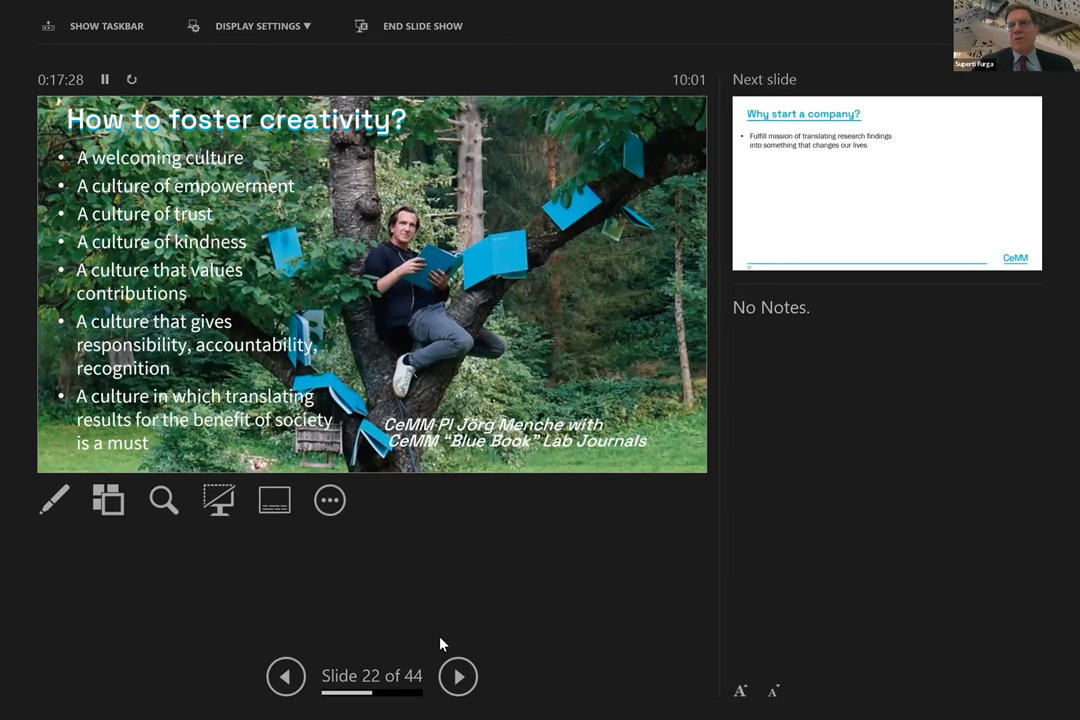 SHOW TASKBAR
DISPLAY SETTINGS ▼
END SLIDE SHOW
Superti Furga
0:17:28
10:01
Next slide
How to foster creativity?
• A welcoming culture
• A culture of empowerment
• A culture of trust
• A culture of kindness
• A culture that values
contributions
• A culture that gives
responsibility, accountability,
recognition
• A culture in which translating
results for the benefit of society
is a must
CeMM PI Jörg Menche with
CeMM “Blue Book” Lab Journals
Why start a company?
• Fulfill mission of translating research findings
into something that changes our lives
CeMM
No Notes.
Slide 22 of 44
A A